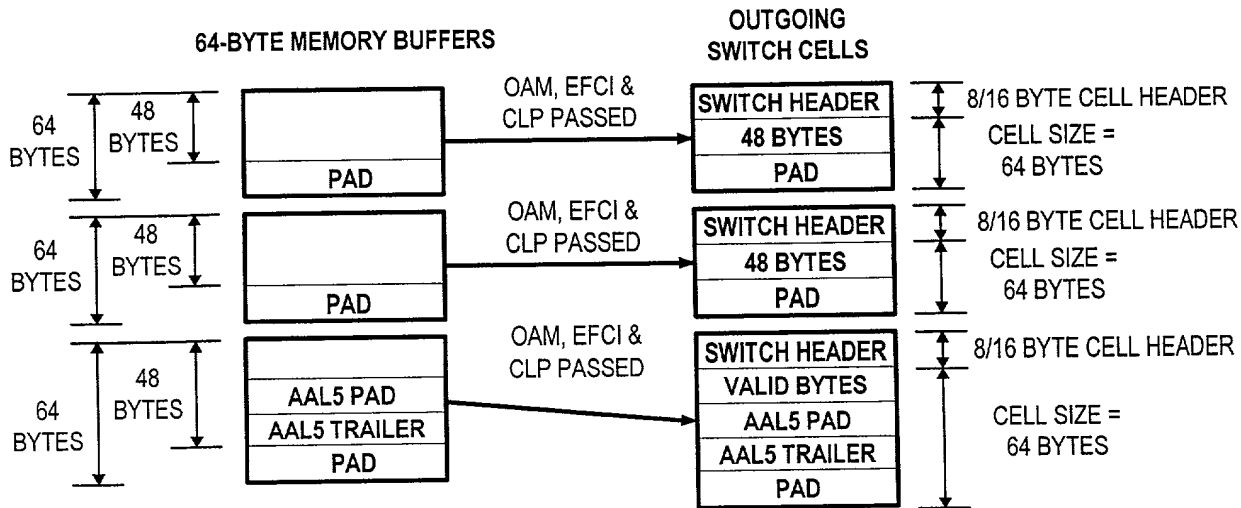 64-BYTE MEMORY BUFFERS
OUTGOING
SWITCH CELLS
64
BYTES
48
BYTES
PAD
OAM, EFCI &
CLP PASSED
SWITCH HEADER
48 BYTES
PAD
8/16 BYTE CELL HEADER
CELL SIZE =
64 BYTES
64
BYTES
48
BYTES
PAD
OAM, EFCI &
CLP PASSED
SWITCH HEADER
48 BYTES
PAD
8/16 BYTE CELL HEADER
CELL SIZE =
64 BYTES
64
BYTES
48
BYTES
AAL5 PAD
AAL5 TRAILER
PAD
OAM, EFCI &
CLP PASSED
SWITCH HEADER
VALID BYTES
AAL5 PAD
AAL5 TRAILER
PAD
8/16 BYTE CELL HEADER
CELL SIZE =
64 BYTES